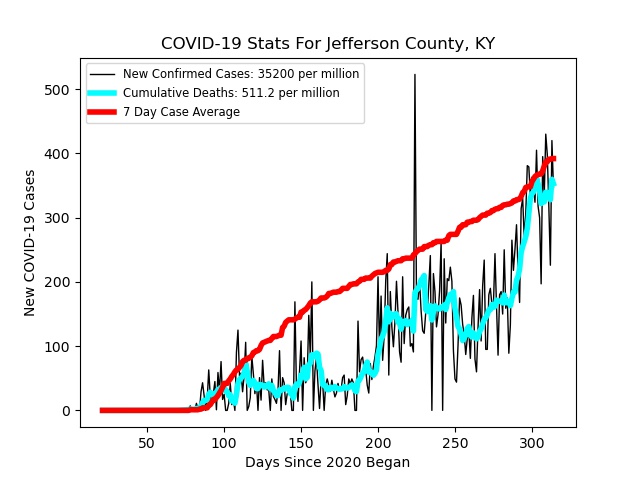 COVID-19 Stats For Jefferson County, KY
New Confirmed Cases: 35200 per million
Cumulative Deaths: 511.2 per million
7 Day Case Average
New COVID-19 Cases
500
400
300
200
100
0
50 100 150 200 250 300
Days Since 2020 Began